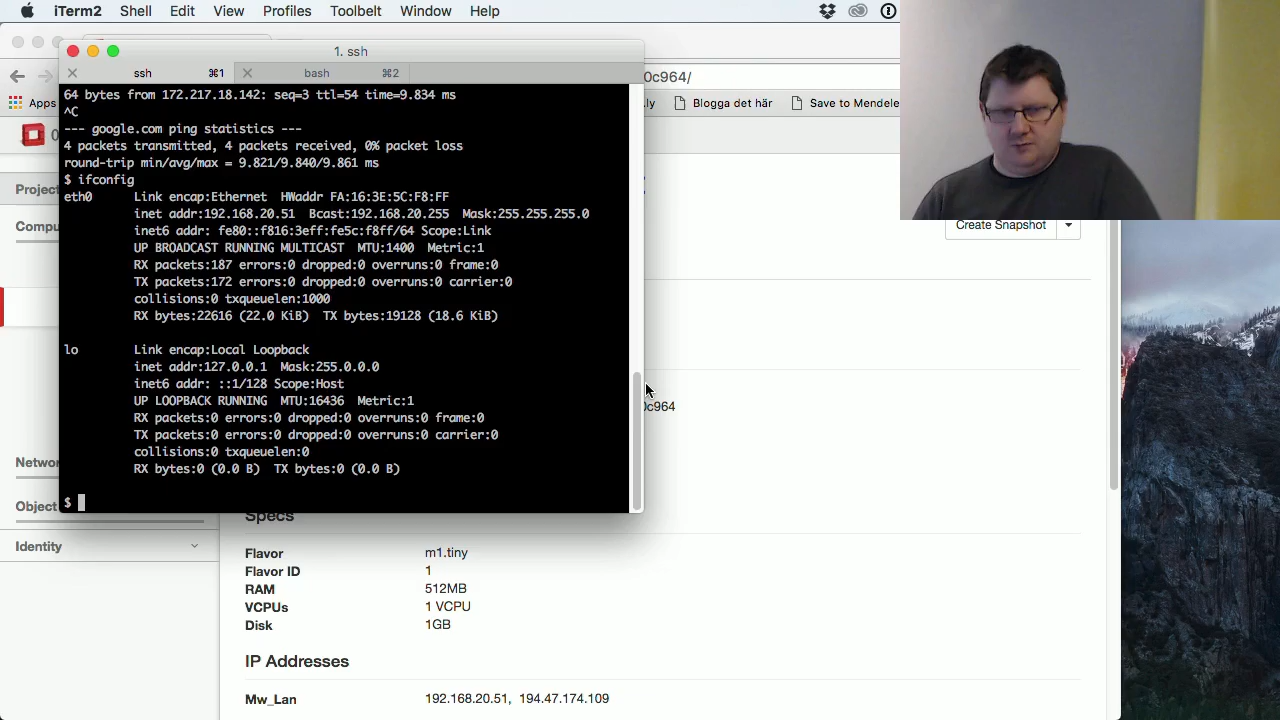 iTerm2 Shell Edit View Profiles Toolbelt Window Help
1. ssh
0c964/
ssh ⌘1 bash ⌘2
Apps
ly Blogga det här Save to Mendele
64 bytes from 172.217.18.142: seq=3 ttl=54 time=9.834 ms
^C
--- google.com ping statistics ---
4 packets transmitted, 4 packets received, 0% packet loss
round-trip min/avg/max = 9.821/9.840/9.861 ms
$ ifconfig
eth0 Link encap:Ethernet HWaddr FA:16:3E:5C:F8:FF
inet addr:192.168.20.51 Bcast:192.168.20.255 Mask:255.255.255.0
inet6 addr: fe80::f816:3eff:fe5c:f8ff/64 Scope:Link
UP BROADCAST RUNNING MULTICAST MTU:1400 Metric:1
RX packets:187 errors:0 dropped:0 overruns:0 frame:0
TX packets:172 errors:0 dropped:0 overruns:0 carrier:0
collisions:0 txqueuelen:1000
RX bytes:22616 (22.0 KiB) TX bytes:19128 (18.6 KiB)
lo Link encap:Local Loopback
inet addr:127.0.0.1 Mask:255.0.0.0
inet6 addr: ::1/128 Scope:Host
UP LOOPBACK RUNNING MTU:16436 Metric:1
RX packets:0 errors:0 dropped:0 overruns:0 frame:0
TX packets:0 errors:0 dropped:0 overruns:0 carrier:0
collisions:0 txqueuelen:0
RX bytes:0 (0.0 B) TX bytes:0 (0.0 B)
$
Project
Compu
Netwo
Object
Identity
Create Snapshot
0c964
Specs
Flavor m1.tiny
Flavor ID 1
RAM 512MB
VCPUs 1 VCPU
Disk 1GB
IP Addresses
Mw_Lan 192.168.20.51, 194.47.174.109